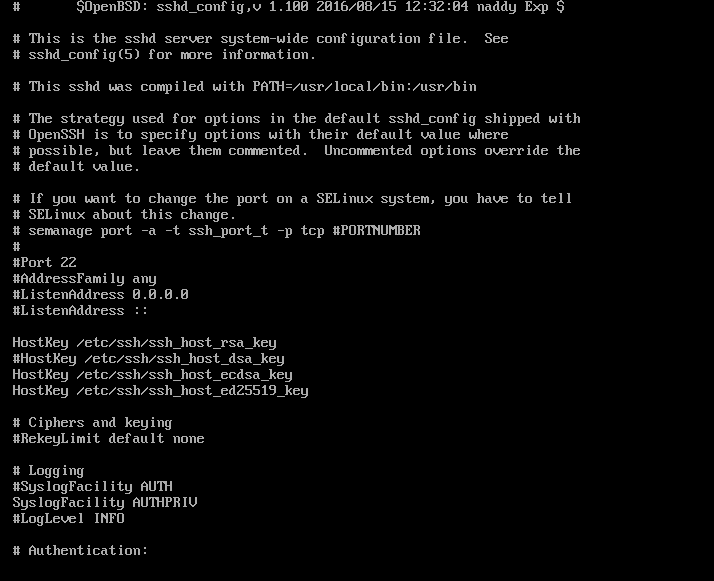 #       $OpenBSD: sshd_config,v 1.100 2016/08/15 12:32:04 naddy Exp $

# This is the sshd server system-wide configuration file.  See
# sshd_config(5) for more information.

# This sshd was compiled with PATH=/usr/local/bin:/usr/bin

# The strategy used for options in the default sshd_config shipped with
# OpenSSH is to specify options with their default value where
# possible, but leave them commented.  Uncommented options override the
# default value.

# If you want to change the port on a SELinux system, you have to tell
# SELinux about this change.
# semanage port -a -t ssh_port_t -p tcp #PORTNUMBER
#
#Port 22
#AddressFamily any
#ListenAddress 0.0.0.0
#ListenAddress ::

HostKey /etc/ssh/ssh_host_rsa_key
#HostKey /etc/ssh/ssh_host_dsa_key
HostKey /etc/ssh/ssh_host_ecdsa_key
HostKey /etc/ssh/ssh_host_ed25519_key

# Ciphers and keying
#RekeyLimit default none

# Logging
#SyslogFacility AUTH
SyslogFacility AUTHPRIV
#LogLevel INFO

# Authentication: